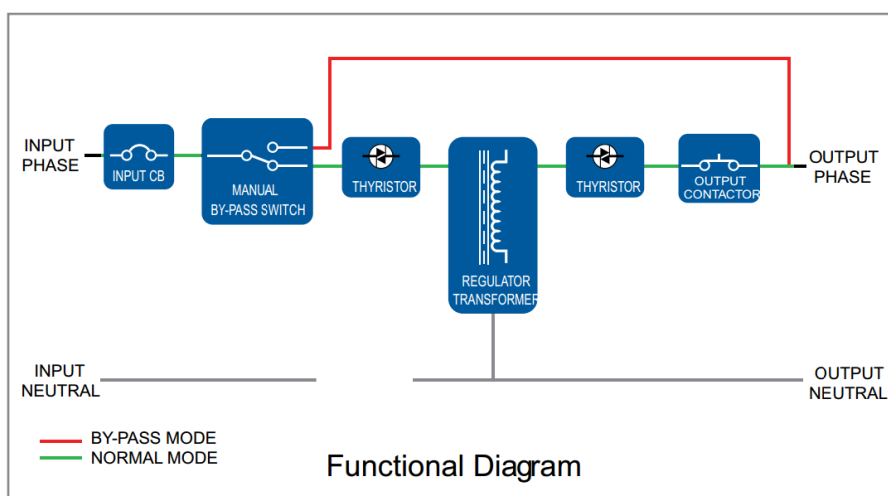 INPUT
PHASE
INPUT CB
MANUAL
BY-PASS SWITCH
THYRISTOR
REGULATOR
TRANSFORMER
THYRISTOR
OUTPUT
CONTACTOR
OUTPUT
PHASE
INPUT
NEUTRAL
OUTPUT
NEUTRAL
BY-PASS MODE
NORMAL MODE
Functional Diagram